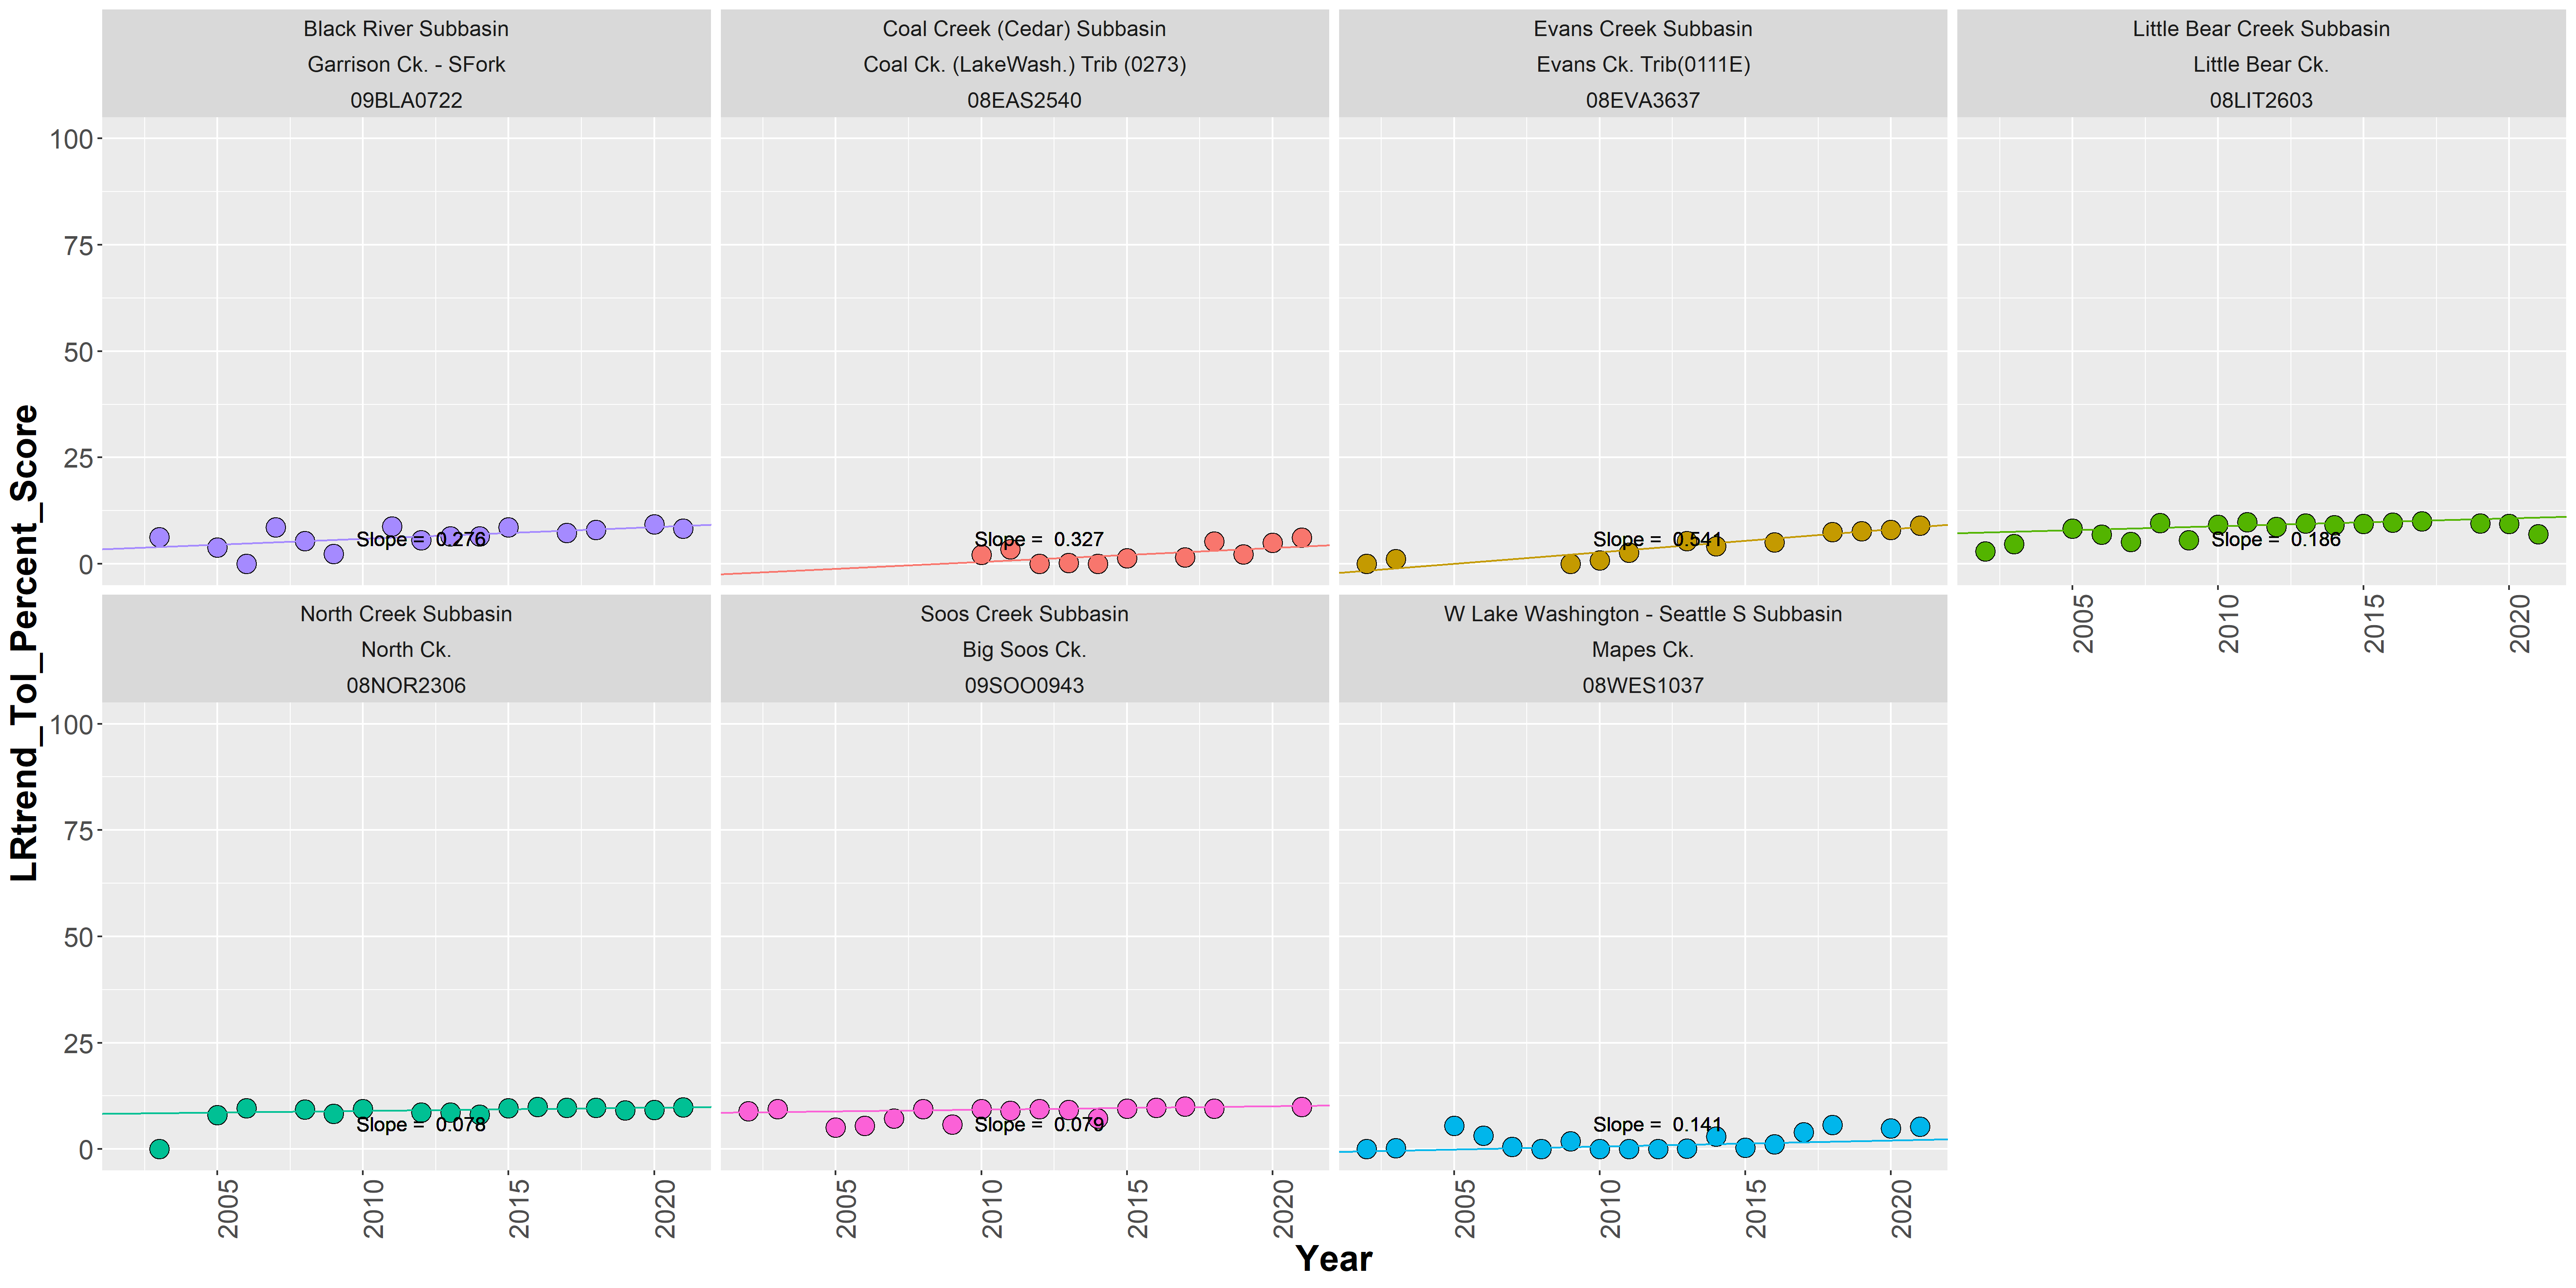 Black River Subbasin
Garrison Ck. - SFork
09BLA0722
Coal Creek (Cedar) Subbasin
Coal Ck. (LakeWash.) Trib (0273)
08EAS2540
Evans Creek Subbasin
Evans Ck. Trib(0111E)
08EVA3637
Little Bear Creek Subbasin
Little Bear Ck.
08LIT2603
LRtrend_Tol_Percent_Score
100
75
50
25
0
Slope = 0.276
Slope = 0.327
Slope = 0.541
Slope = 0.186
2005
2010
2015
2020
North Creek Subbasin
North Ck.
08NOR2306
Soos Creek Subbasin
Big Soos Ck.
09SOO0943
W Lake Washington - Seattle S Subbasin
Mapes Ck.
08WES1037
100
75
50
25
0
Slope = 0.078
Slope = 0.079
Slope = 0.141
2005
2010
2015
2020
2005
2010
2015
2020
2005
2010
2015
2020
Year